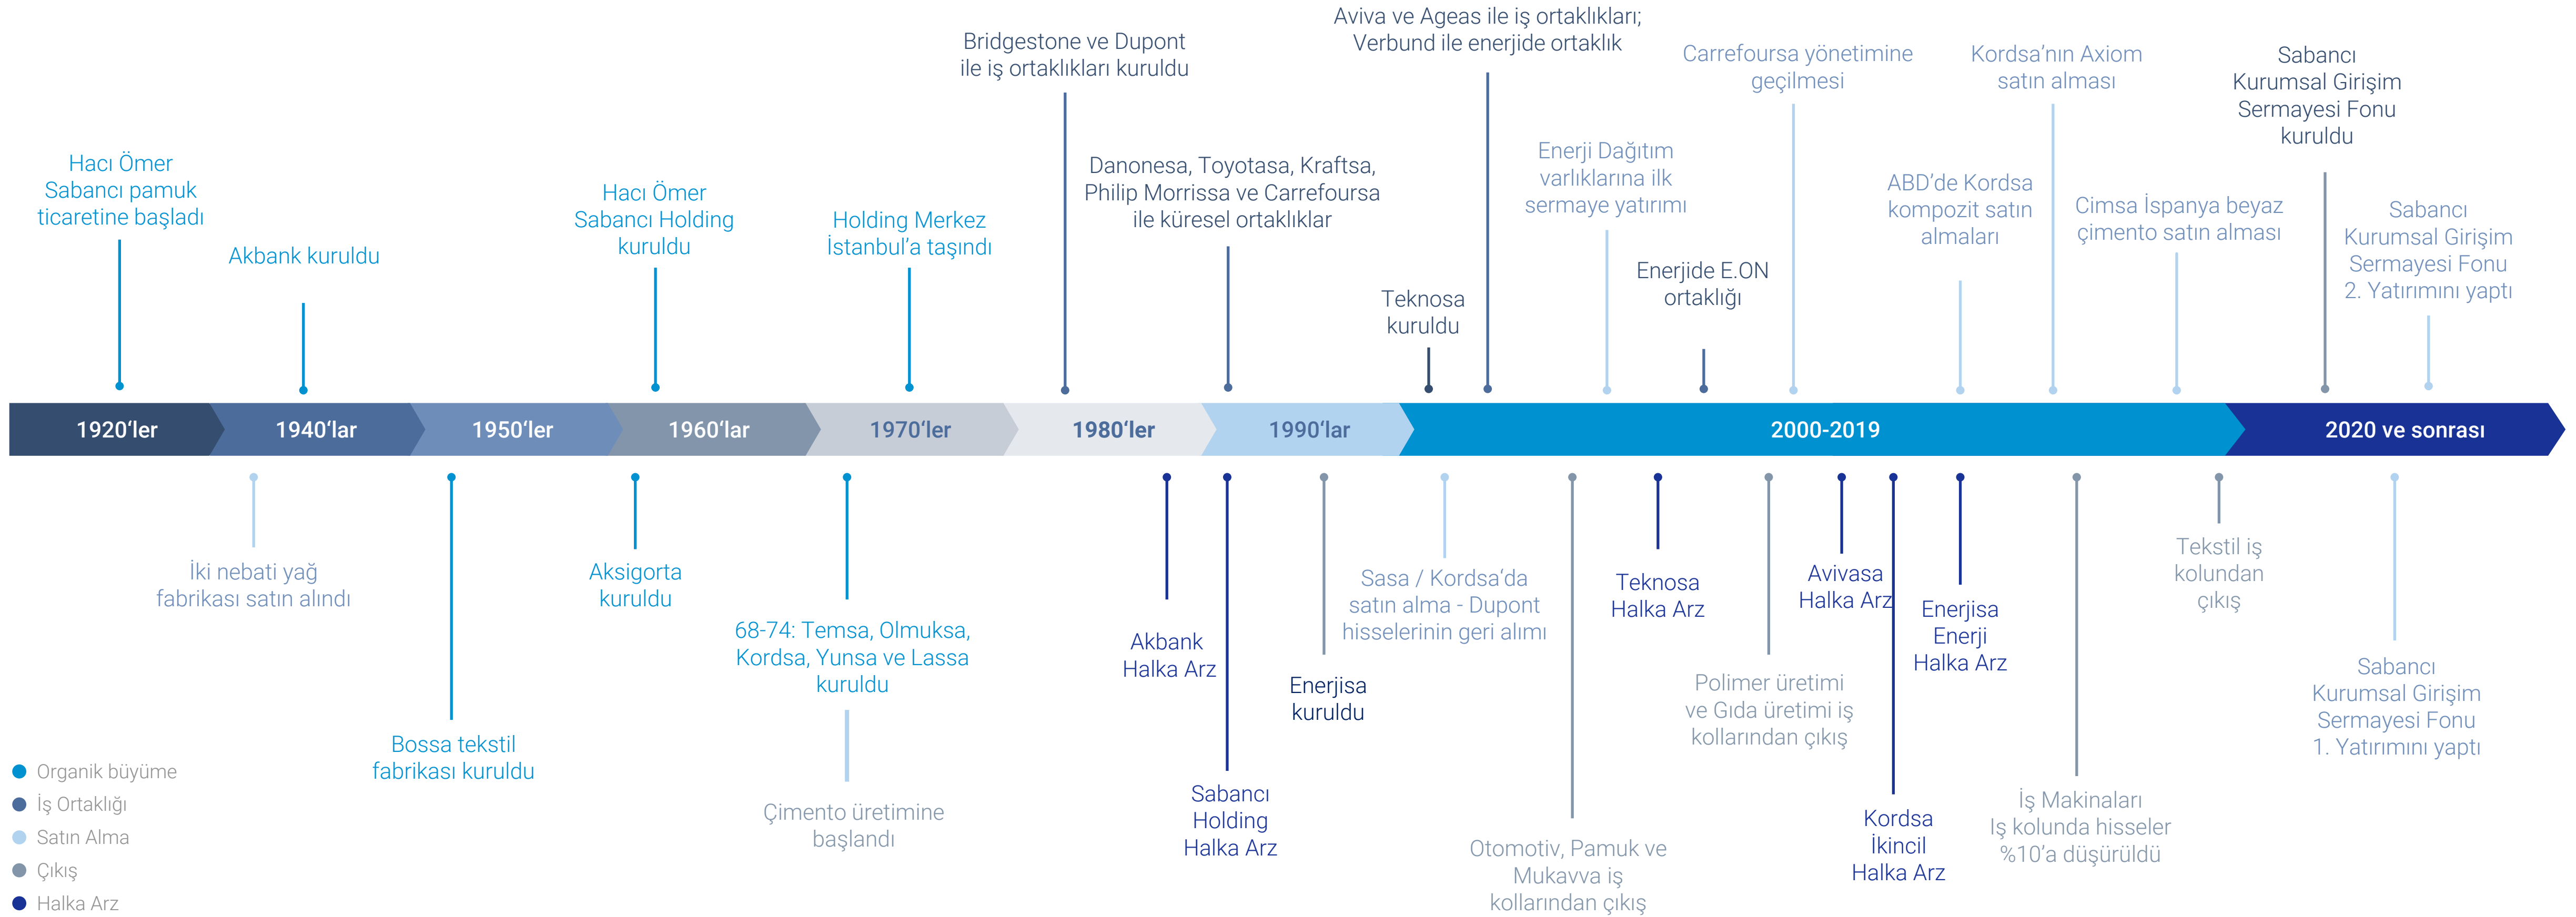 Hacı Ömer
Sabancı pamuk
ticaretine başladı
Akbank kuruldu
Hacı Ömer
Sabancı Holding
kuruldu
Holding Merkez
İstanbul'a taşındı
Bridgestone ve Dupont
ile iş ortaklıkları kuruldu
Danonesa, Toyotasa, Kraftsa,
Philip Morrissa ve Carrefoursa
ile küresel ortaklıklar
Teknosa
kuruldu
Aviva ve Ageas ile iş ortaklıkları;
Verbund ile enerjide ortaklık
Enerji Dağıtım
varlıklarına ilk
sermaye yatırımı
Enerjide E.ON
ortaklığı
Carrefoursa yönetimine
geçilmesi
ABD'de Kordsa
kompozit satın
almaları
Kordsa'nın Axiom
satın alması
Cimsa İspanya beyaz
çimento satın alması
Sabancı
Kurumsal Girişim
Sermayesi Fonu
kuruldu
Sabancı
Kurumsal Girişim
Sermayesi Fonu
2. Yatırımını yaptı
1920'ler
1940'lar
1950'ler
1960'lar
1970'ler
1980'ler
1990'lar
2000-2019
2020 ve sonrası
İki nebati yağ
fabrikası satın alındı
Bossa tekstil
fabrikası kuruldu
Aksigorta
kuruldu
68-74: Temsa, Olmuksa,
Kordsa, Yunsa ve Lassa
kuruldu
Çimento üretimine
başlandı
Akbank
Halka Arz
Sabancı
Holding
Halka Arz
Enerjisa
kuruldu
Sasa / Kordsa'da
satın alma - Dupont
hisselerinin geri alımı
Otomotiv, Pamuk ve
Mukavva iş
kollarından çıkış
Teknosa
Halka Arz
Polimer üretimi
ve Gıda üretimi iş
kollarından çıkış
Avivasa
Halka Arz
Kordsa
İkincil
Halka Arz
Enerjisa
Enerji
Halka Arz
İş Makinaları
Iş kolunda hisseler
%10'a düşürüldü
Tekstil iş
kolundan
çıkış
Sabancı
Kurumsal Girişim
Sermayesi Fonu
1. Yatırımını yaptı
Organik büyüme
İş Ortaklığı
Satın Alma
Çıkış
Halka Arz